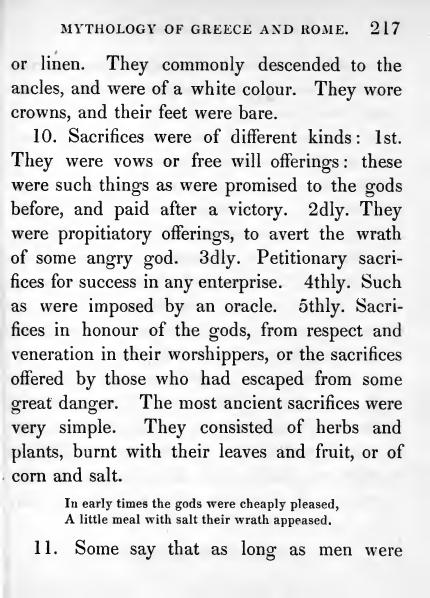 MYTHOLOGY OF GREECE AND ROME. 217
or linen. They commonly descended to the
ancles, and were of a white colour. They wore
crowns, and their feet were bare.
10. Sacrifices were of different kinds: 1st.
They were vows or free will offerings: these
were such things as were promised to the gods
before, and paid after a victory. 2dly. They
were propitiatory offerings, to avert the wrath
of some angry god. 3dly. Petitionary sacri-
fices for success in any enterprise. 4thly. Such
as were imposed by an oracle. 5thly. Sacri-
fices in honour of the gods, from respect and
veneration in their worshippers, or the sacrifices
offered by those who had escaped from some
great danger. The most ancient sacrifices were
very simple. They consisted of herbs and
plants, burnt with their leaves and fruit, or of
corn and salt.
In early times the gods were cheaply pleased,
A little meal with salt their wrath appeased.
11. Some say that as long as men were